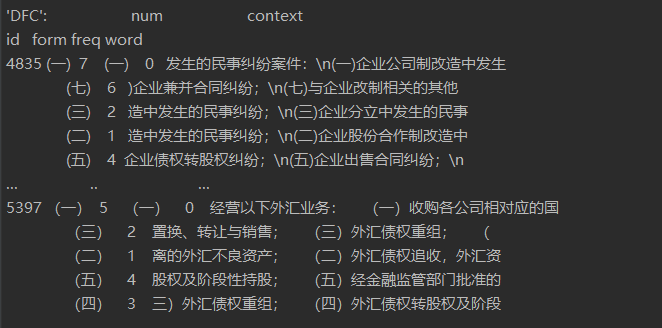 'DFC': num context
id form freq word
4835 (一) 7 (一) 0 发生的民事纠纷案件：\n(一)企业公司制改造中发生
(七) 6 )企业兼并合同纠纷；\n(七)与企业改制相关的其他
(三) 2 造中发生的民事纠纷；\n(三)企业分立中发生的民事
(二) 1 造中发生的民事纠纷；\n(二)企业股份合作制改造中
(五) 4 企业债权转股权纠纷；\n(五)企业出售合同纠纷；\n
... .. ...
5397 （一） 5 （一） 0 经营以下外汇业务： （一）收购各公司相对应的国
（三） 2 置换、转让与销售； （三）外汇债权重组； （
（二） 1 离的外汇不良资产； （二）外汇债权追收，外汇资
（五） 4 股权及阶段性持股； （五）经金融监管部门批准的
（四） 3 三）外汇债权重组； （四）外汇债权转股权及阶段